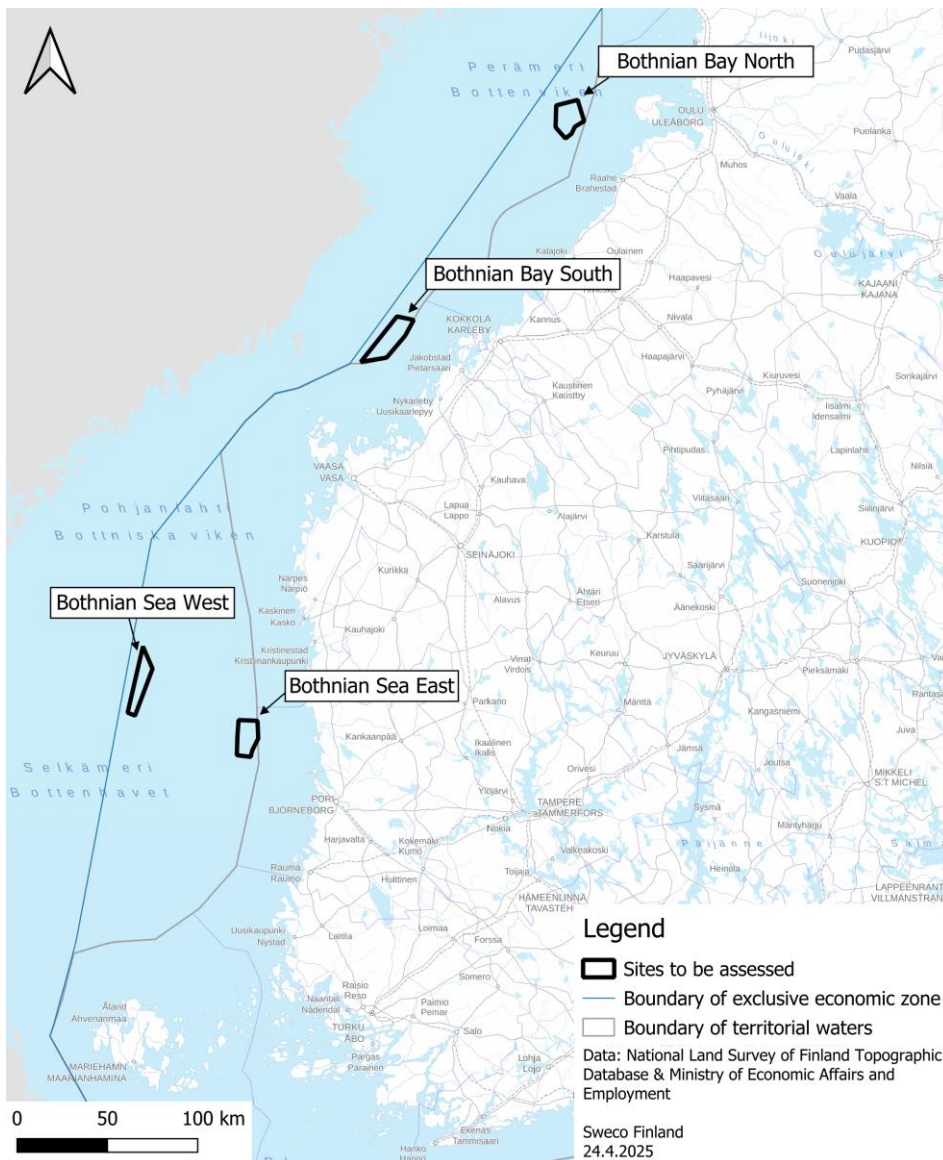 Iijoki
Pudasjärvi
Perämeri
Bottenviken
Bothnian Bay North
OULU
ULEÅBORG
Oulujoki
Puolanka
Muhos
Raahe
Brahestad
Vaala
Kalajoki
Oulainen
Oulujärvi
Bothnian Bay South
Haapavesi
KAJAANI
KAJANA
KOKKOLA
KARLEBY
Kannus
Nivala
Jakobstad
Pietarsaari
Haapajärvi
Kiuruvesi
Sonkajärvi
Pyhäjärvi
Nykarleby
Uusikaarlepyy
Kaustinen
Kaustby
Iisalmi
Idensalmi
Pihtipudas
Lapinlahti
VAASA
VASA
Nilsiä
Kauhava
Viitasaari
Pohjanlahti
Bottniska viken
Lapua
Lappo
Alajärvi
Siilinjärvi
Karstula
KUOPIO
SEINÄJOKI
Närpes
Närpiö
Kurikka
Saarijärvi
Suonenjoki
Bothnian Sea West
Kaskinen
Kaskö
Alavus
Ähtäri
Etseri
Äänekoski
Kauhajoki
Kristinestad
Kristiinankaupunki
Virrat
Virdois
Keuruu
JYVÄSKYLÄ
Pieksämäki
Bothnian Sea East
Parkano
Mänttä
Kangasniemi
Rantasa
Kankaanpää
Ikaalinen
Ikalis
Jämsä
Juva
Selkämeri
Bottenhavet
Orivesi
Joutsa
MIKKELI
S:T MICHEL
PORI
BJÖRNEBORG
Ylöjärvi
TAMPERE
TAMMERFORS
Sysmä
Nokia
Harjavalta
Kokemäki
Kumo
Mäntyharju
Valkeakoski
Päijänne
Rauma
Raumo
Toijala
Heinola
Huittinen
HÄMEENLINNA
TAVASTEH
LAPPEENRANT
VILLMANSTRAN
Uusikaupunki
Nystad
Laitila
Loimaa
Forssa
Legend
Sites to be assessed
Boundary of exclusive economic zone
Boundary of territorial waters
Data: National Land Survey of Finland Topographic
Database & Ministry of Economic Affairs and
Employment
Sweco Finland
24.4.2025
Somero
Åland
Ahvenanmaa
Naantali
Nådendal
Raisio
Reso
Paimio
Pemar
TURKU
ÅBO
Salo
MARIEHAMN
MAARIANHAMINA
Pargas
Parainen
Lohja
Lojo
Ekenäs
Tammisaari
Hanko
Hangö
0 50 100 km